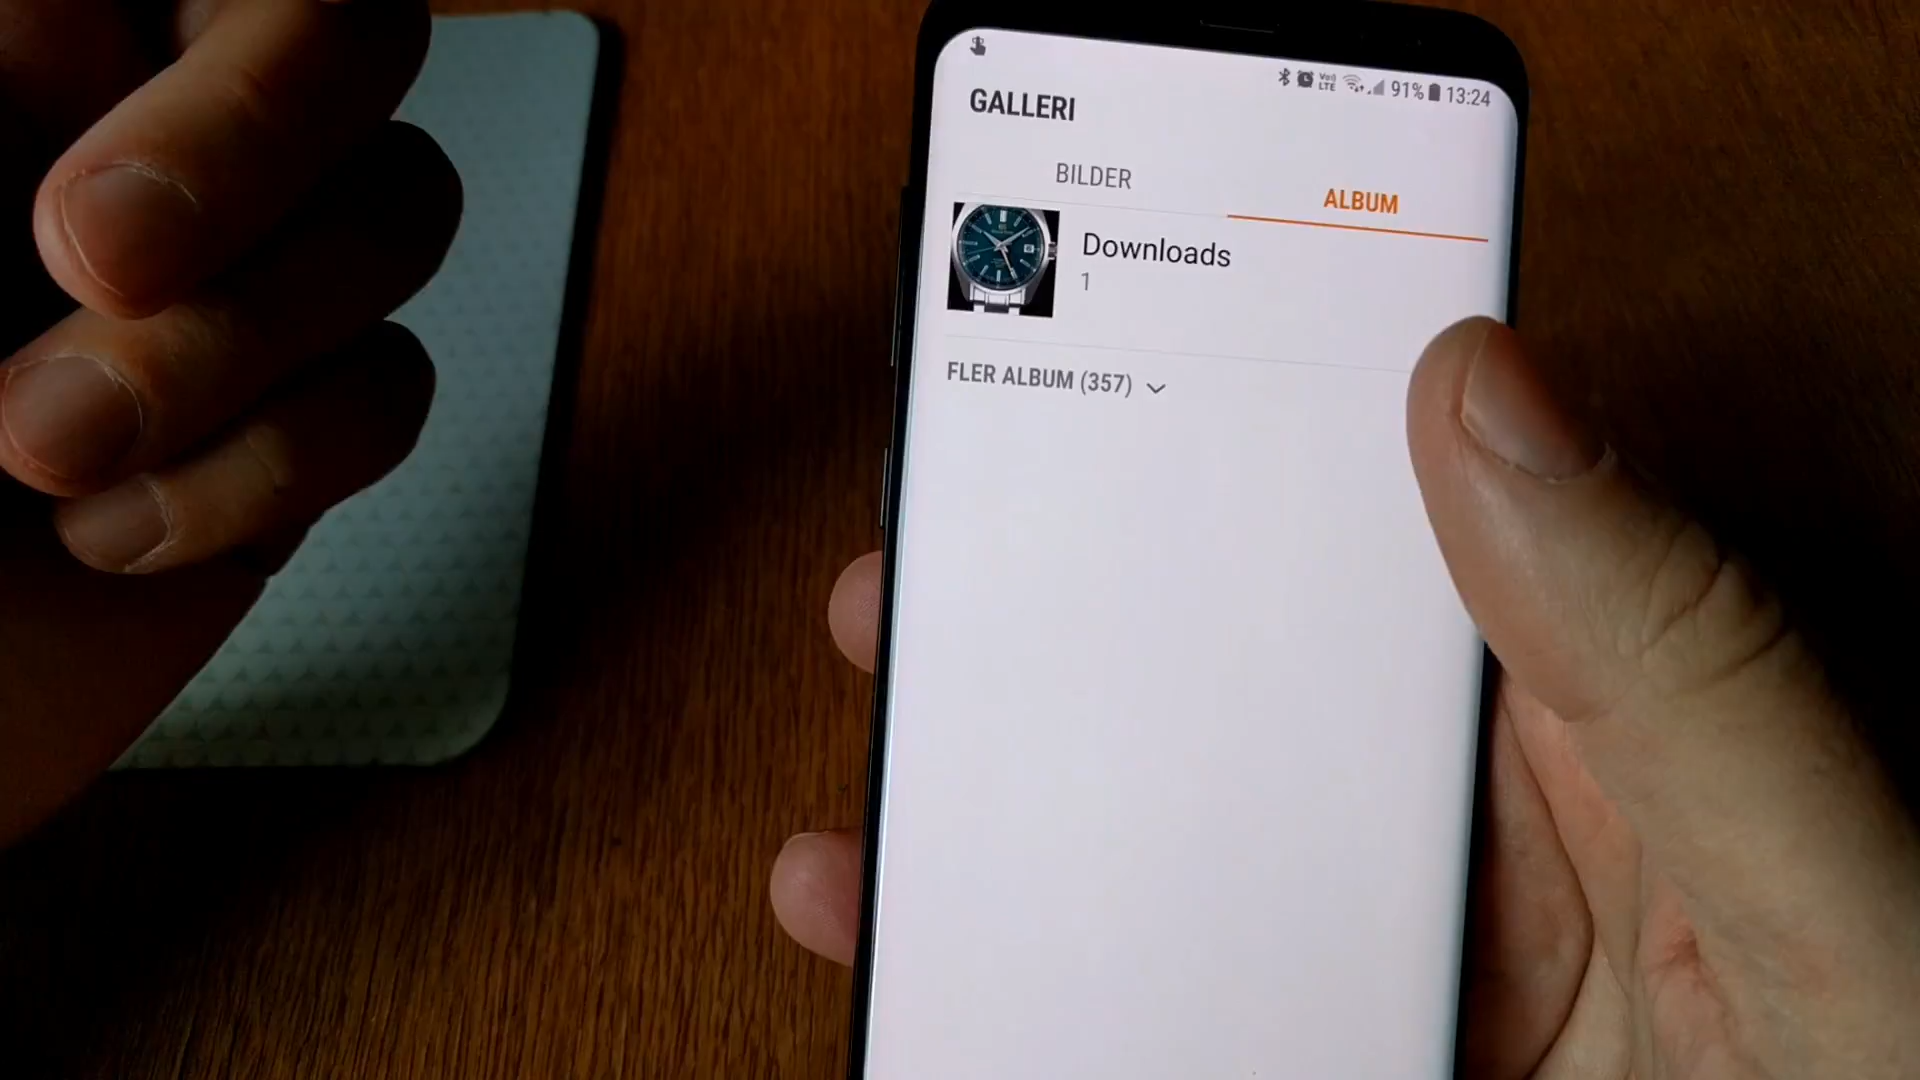 91% 13:24
GALLERI
BILDER
ALBUM
Downloads
1
FLER ALBUM (357)